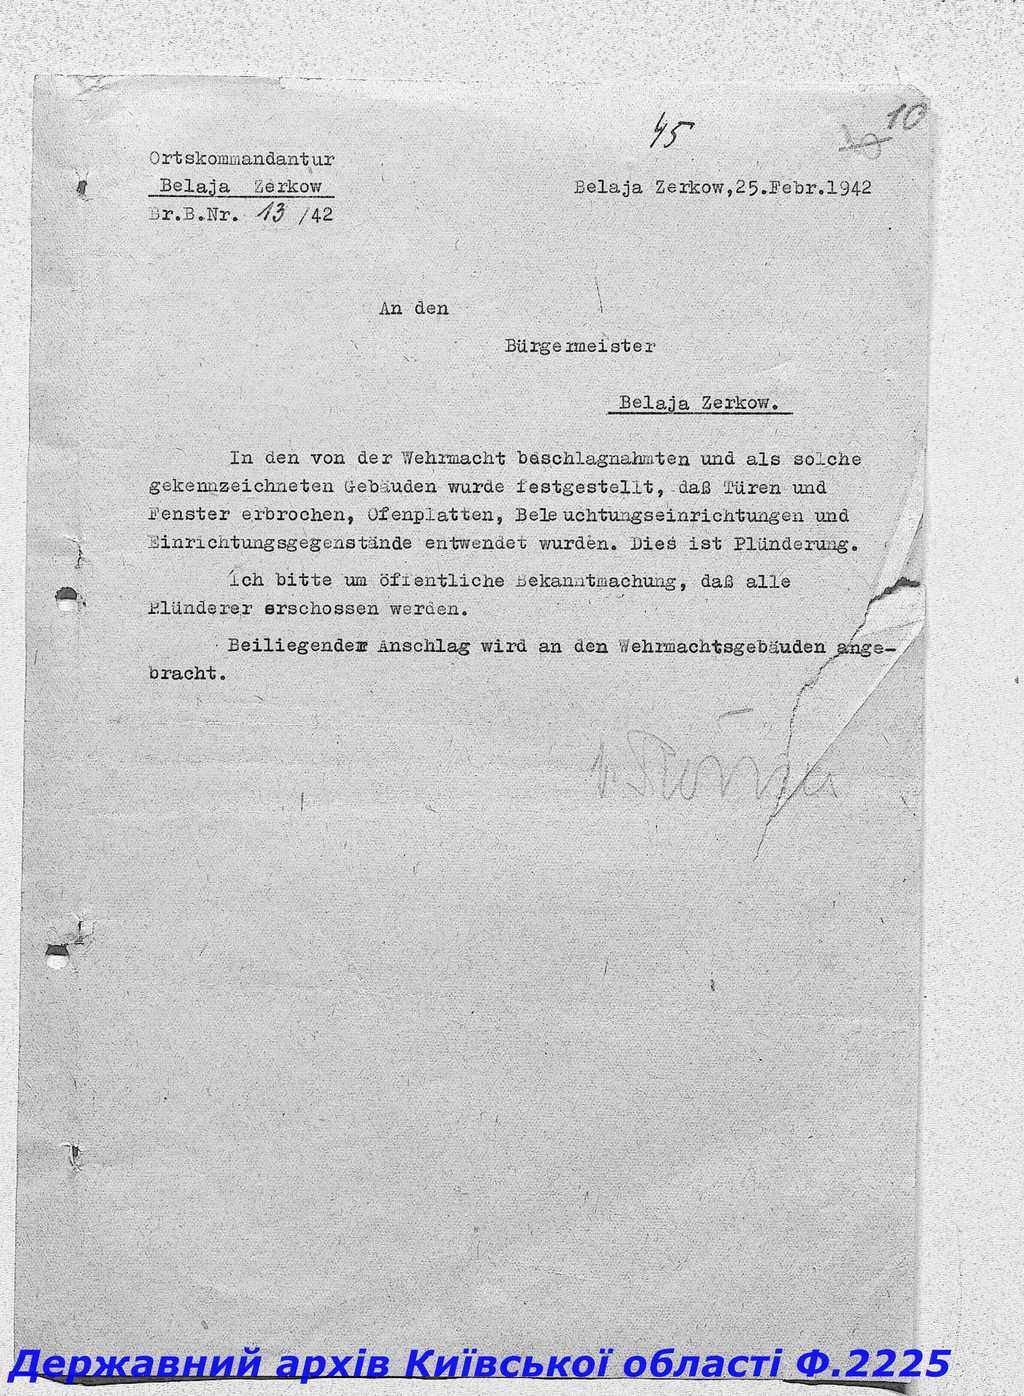 45
10
Ortskommandantur
Belaja Zerkow
Br.B.Nr. 13 /42
Belaja Zerkow,25.Febr.1942
An den
Bürgermeister
Belaja Zerkow.
In den von der Wehrmacht beschlagnahmten und als solche
gekennzeichneten Gebäuden wurde festgestellt, daß Türen und
Fenster erbrochen, Ofenplatten, Beleuchtungseinrichtungen und
Einrichtungsgegenstände entwendet wurden. Dies ist Plünderung.
Ich bitte um öffentliche Bekanntmachung, daß alle
Plünderer erschossen werden.
Beiliegender Anschlag wird an den Wehrmachtsgebäuden ange-
bracht.
Державний архів Київської області Ф.2225